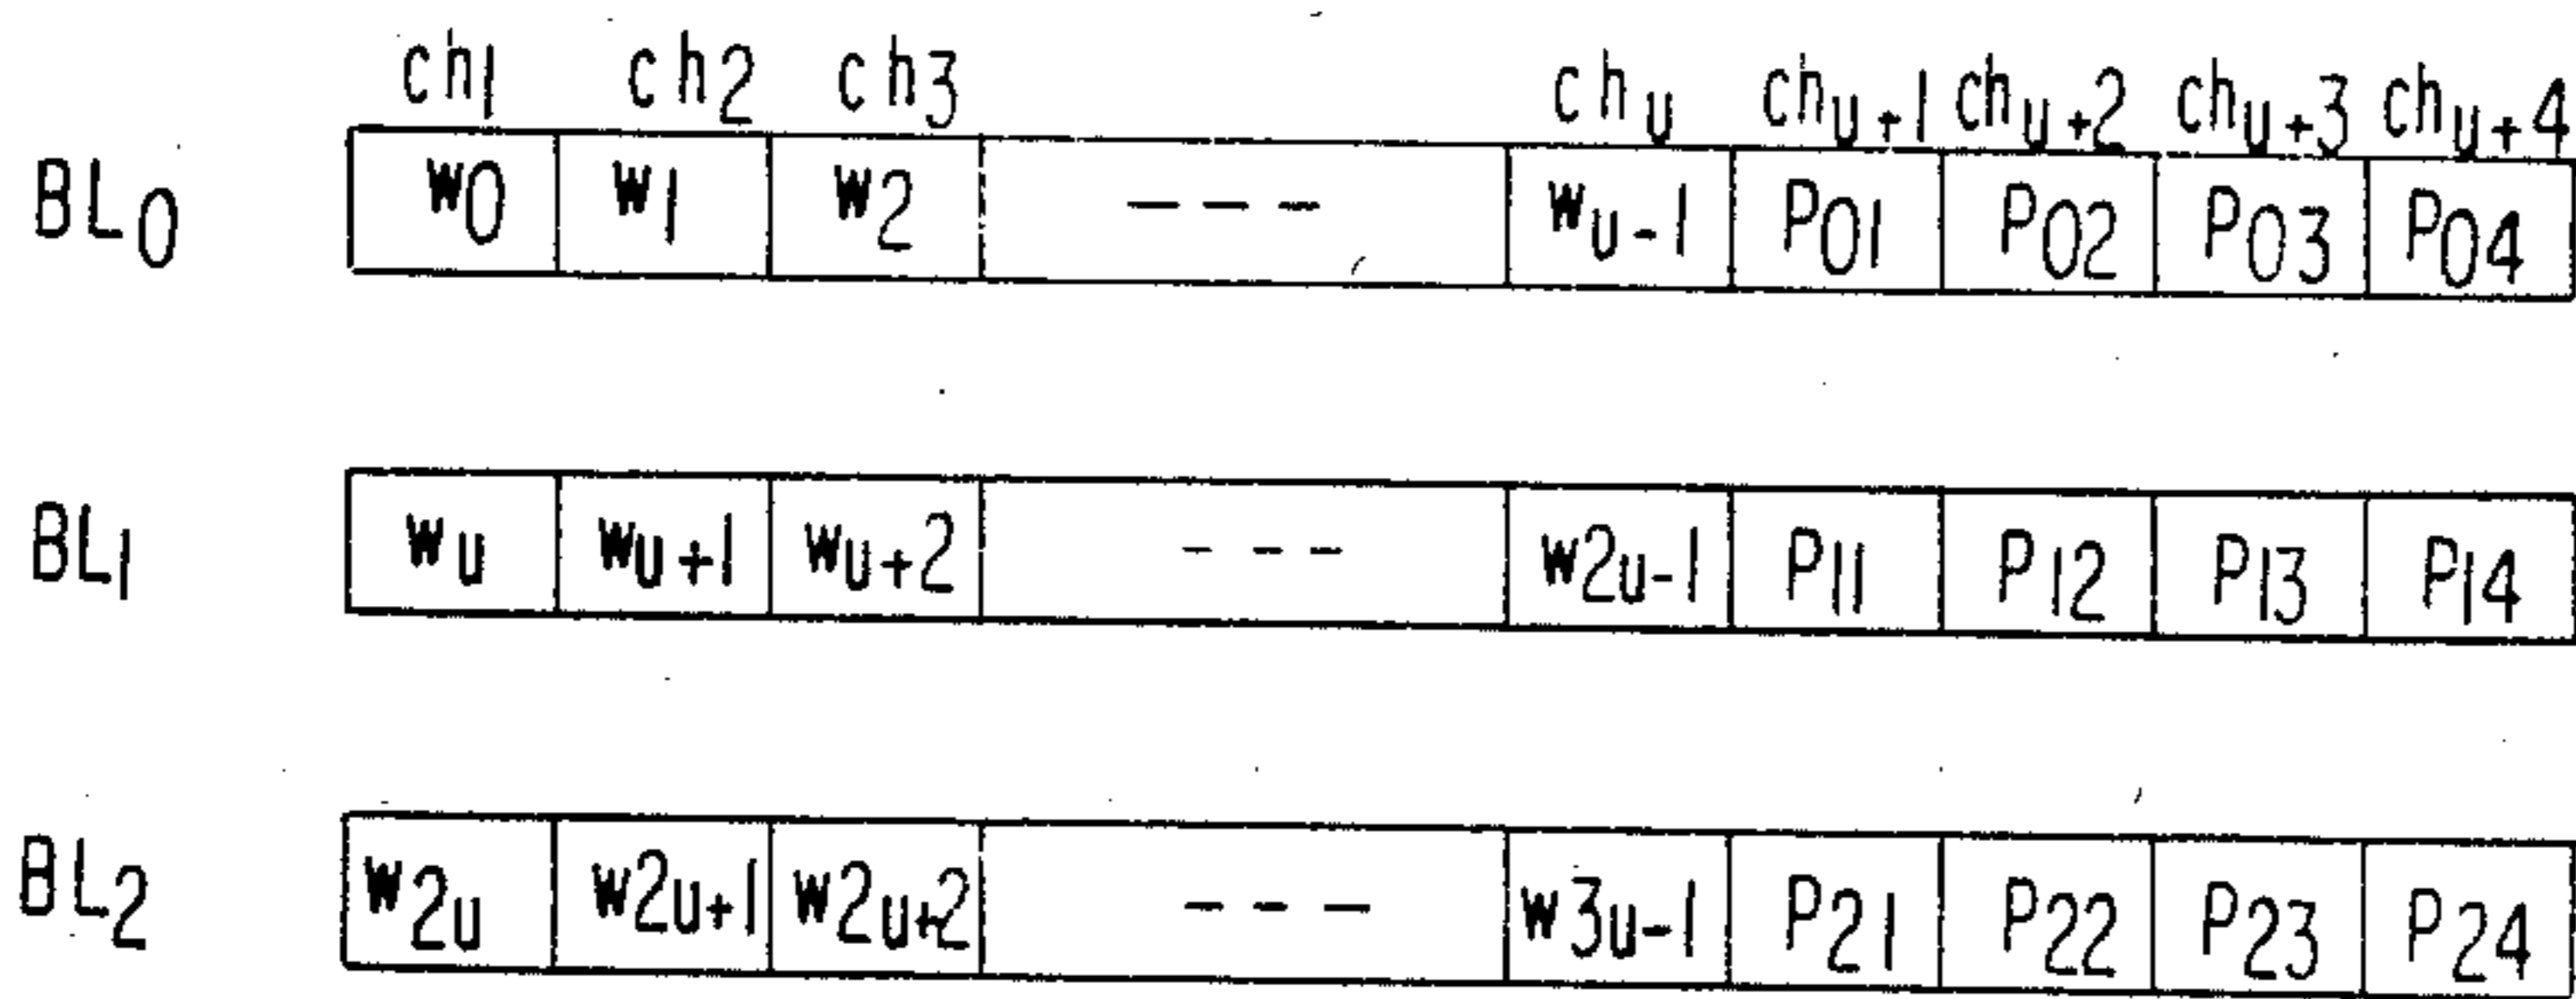 ch1 ch2 ch3 chu chu+1 chu+2 chu+3 chu+4
BL0 w0 w1 w2 --- wu-1 P01 P02 P03 P04
BL1 wu wu+1 wu+2 --- w2u-1 P11 P12 P13 P14
BL2 w2u w2u+1 w2u+2 --- w3u-1 P21 P22 P23 P24